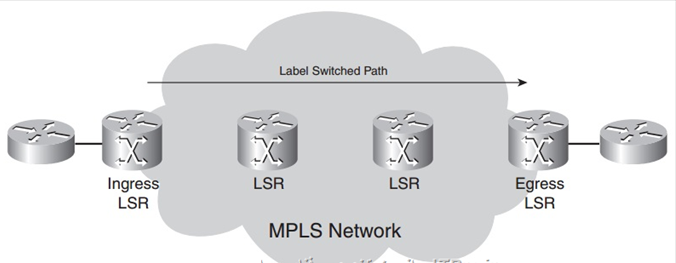 Label Switched Path
Ingress
LSR
LSR
LSR
Egress
LSR
MPLS Network